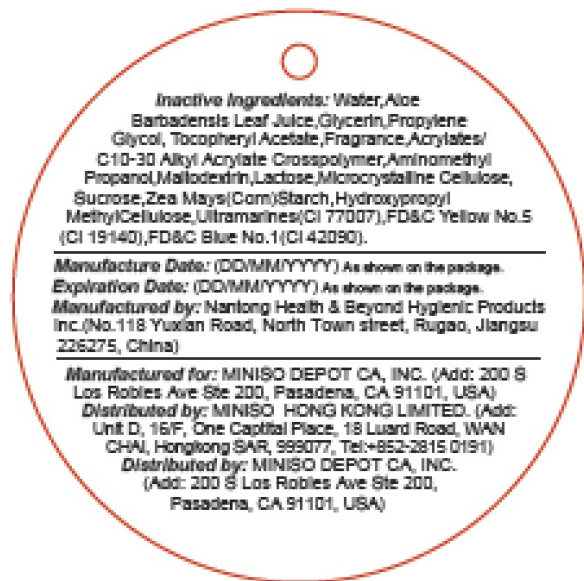 Inactive Ingredients: Water,Aloe
Barbadensis Leaf Juice,Glycerin,Propylene
Glycol, Tocopheryl Acetate,Fragrance,Acrylates/
C10-30 Alkyl Acrylate Crosspolymer,Aminomethyl
Propanol,Maltodextrin,Lactose,Microcrystalline Cellulose,
Sucrose,Zea Mays(Corn)Starch,Hydroxypropyl
MethylCellulose,Ultramarines(CI 77007),FD&C Yellow No.5
(CI 19140),FD&C Blue No.1(CI 42090).
Manufacture Date: (DD/MM/YYYY) As shown on the package.
Expiration Date: (DD/MM/YYYY) As shown on the package.
Manufactured by: Nantong Health & Beyond Hygienic Products
Inc.(No.118 Yuxian Road, North Town street, Rugao, Jiangsu
226275, China)
Manufactured for: MINISO DEPOT CA, INC. (Add: 200 S
Los Robles Ave Ste 200, Pasadena, CA 91101, USA)
Distributed by: MINISO HONG KONG LIMITED. (Add:
Unit D, 16/F, One Captital Place, 18 Luard Road, WAN
CHAI, Hongkong SAR, 999077, Tel:+852-2815 0191)
Distributed by: MINISO DEPOT CA, INC.
(Add: 200 S Los Robles Ave Ste 200,
Pasadena, CA 91101, USA)